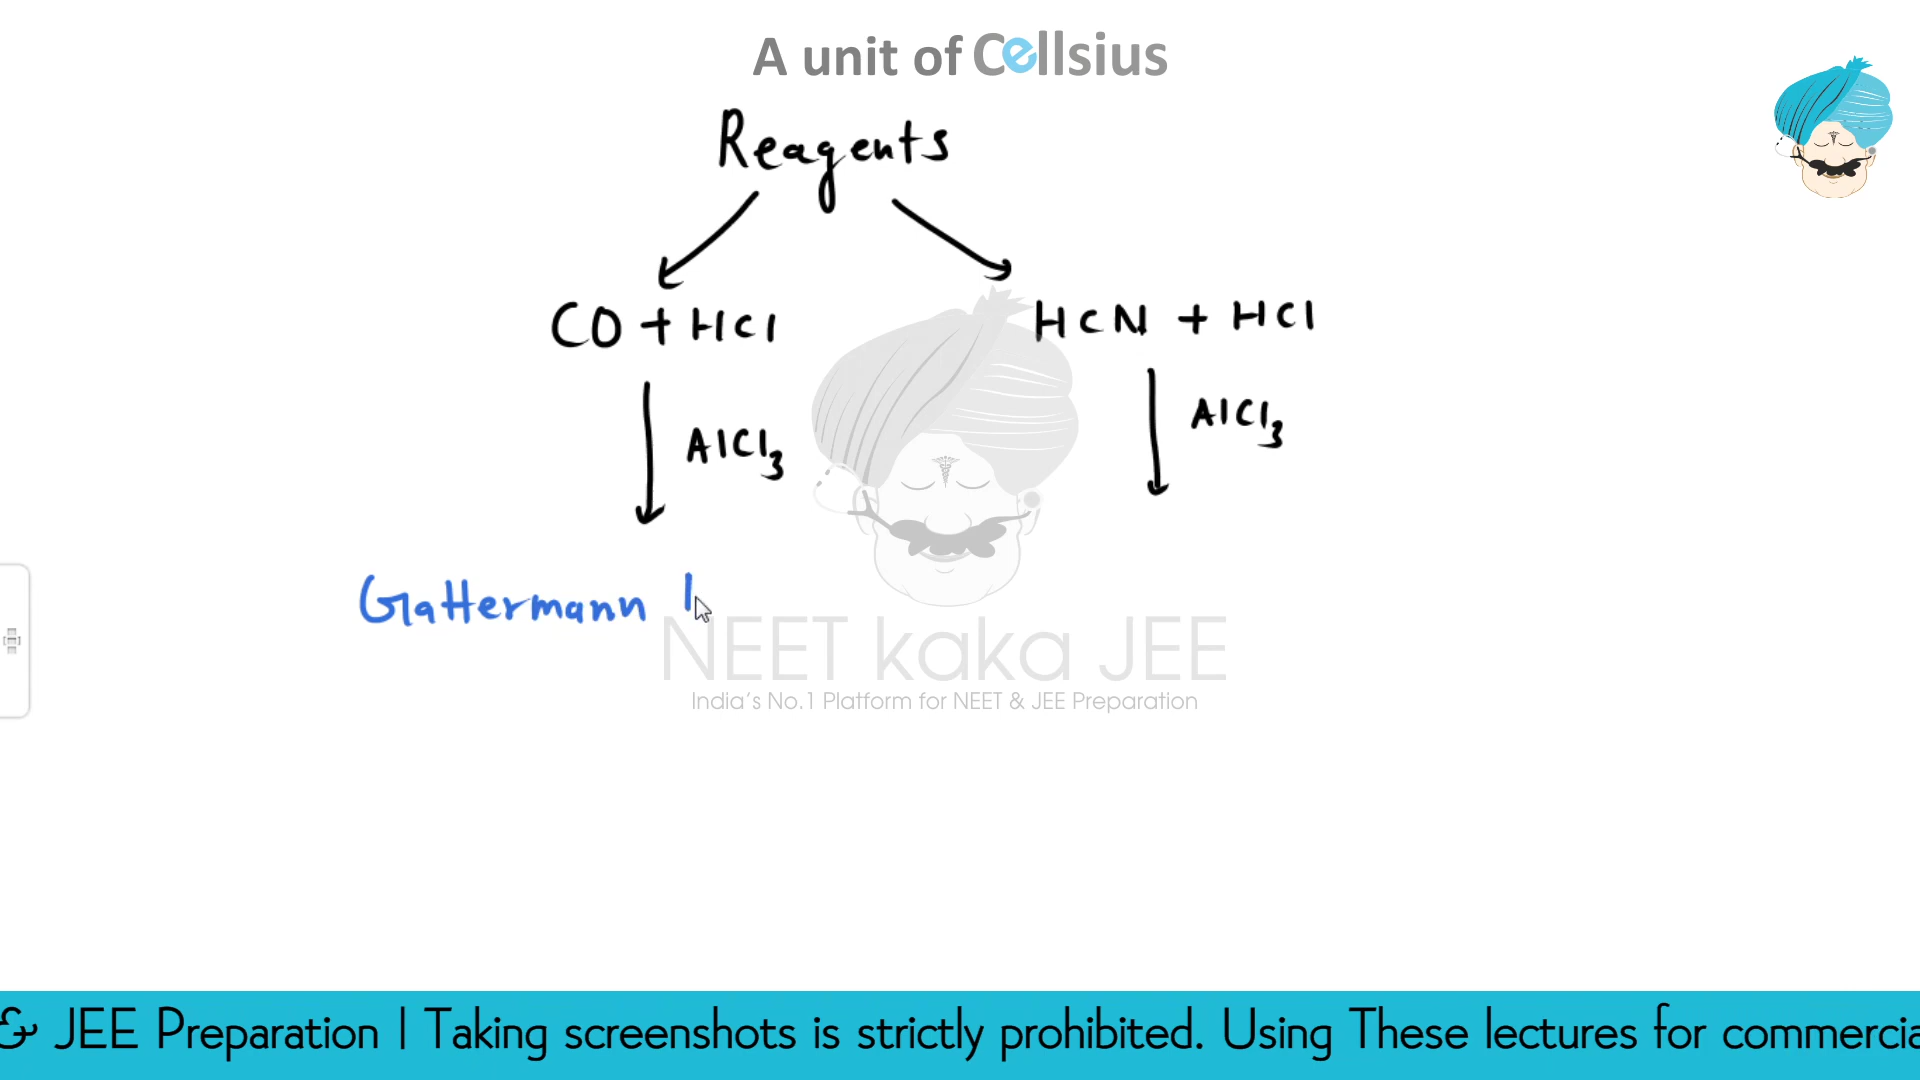 A unit of Cellsius
Reagents
CO + HCl
HCN + HCl
AlCl3
AlCl3
Gattermann
NEET kaka JEE
India's No.1 Platform for NEET & JEE Preparation
& JEE Preparation | Taking screenshots is strictly prohibited. Using These lectures for commercia